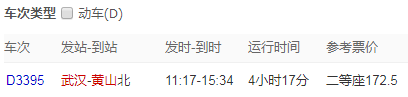 车次类型 动车(D)
车次 发站-到站 发时-到时 运行时间 参考票价
D3395 武汉-黄山北 11:17-15:34 4小时17分 二等座172.5